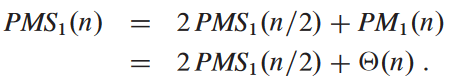 PMS₁(n) = 2 PMS₁(n/2) + PM₁(n)
= 2 PMS₁(n/2) + Θ(n) .